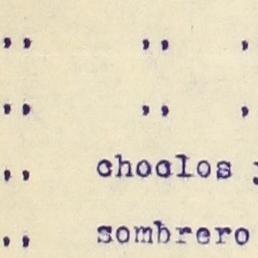 ,, ,, ,
,, ,, ,
,, choclos y
,, sombrero